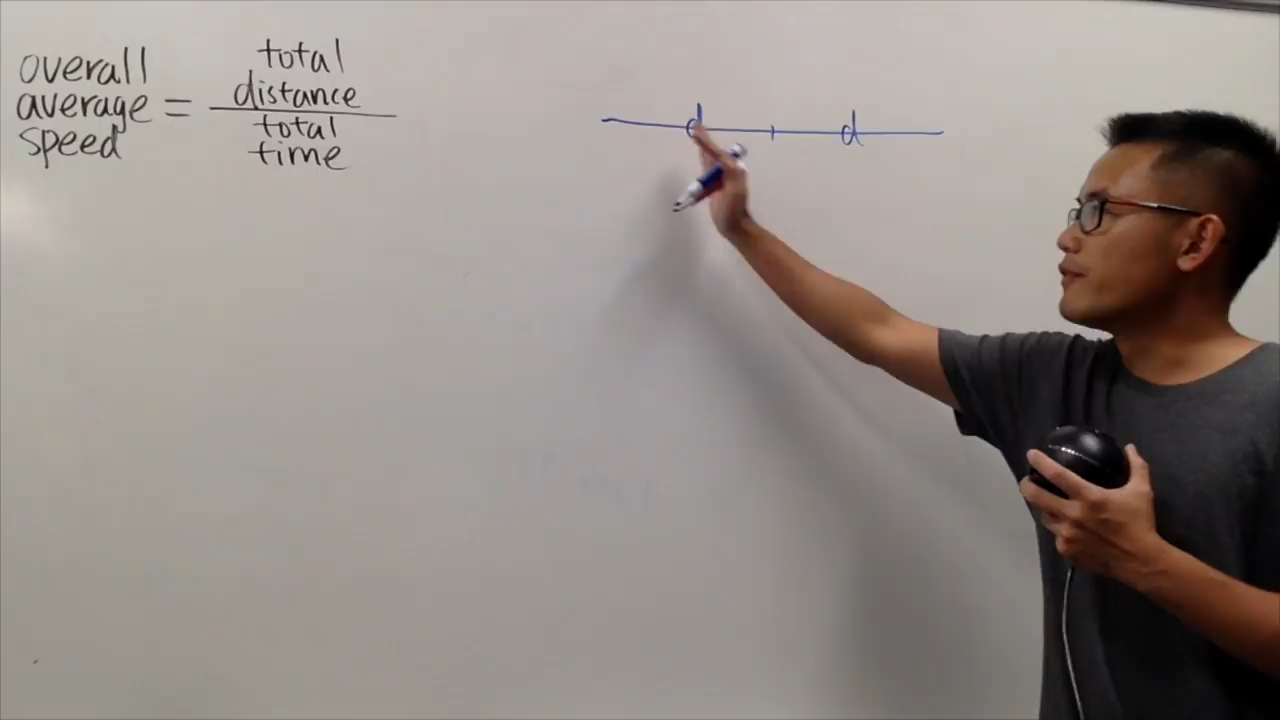 overall
average =
speed
total
distance
total
time
d d